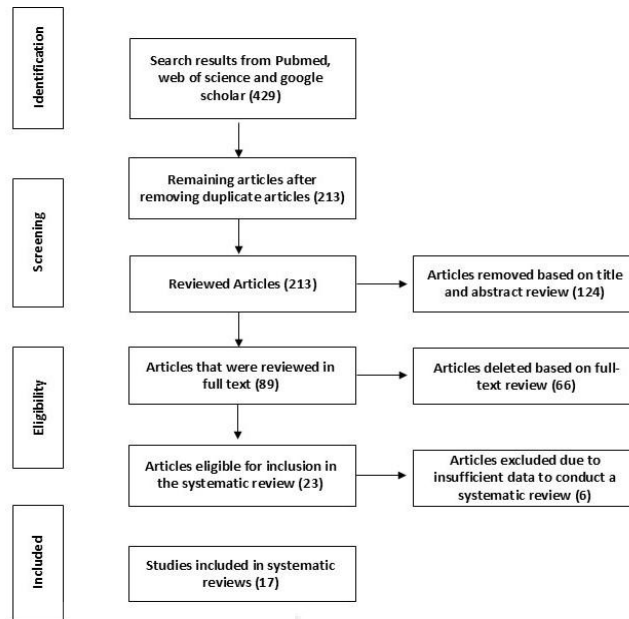 Identification
Search results from Pubmed,
web of science and google
scholar (429)
Remaining articles after
removing duplicate articles (213)
Screening
Reviewed Articles (213)
Articles removed based on title
and abstract review (124)
Eligibility
Articles that were reviewed in
full text (89)
Articles deleted based on full-
text review (66)
Articles eligible for inclusion in
the systematic review (23)
Articles excluded due to
insufficient data to conduct a
systematic review (6)
Included
Studies included in systematic
reviews (17)